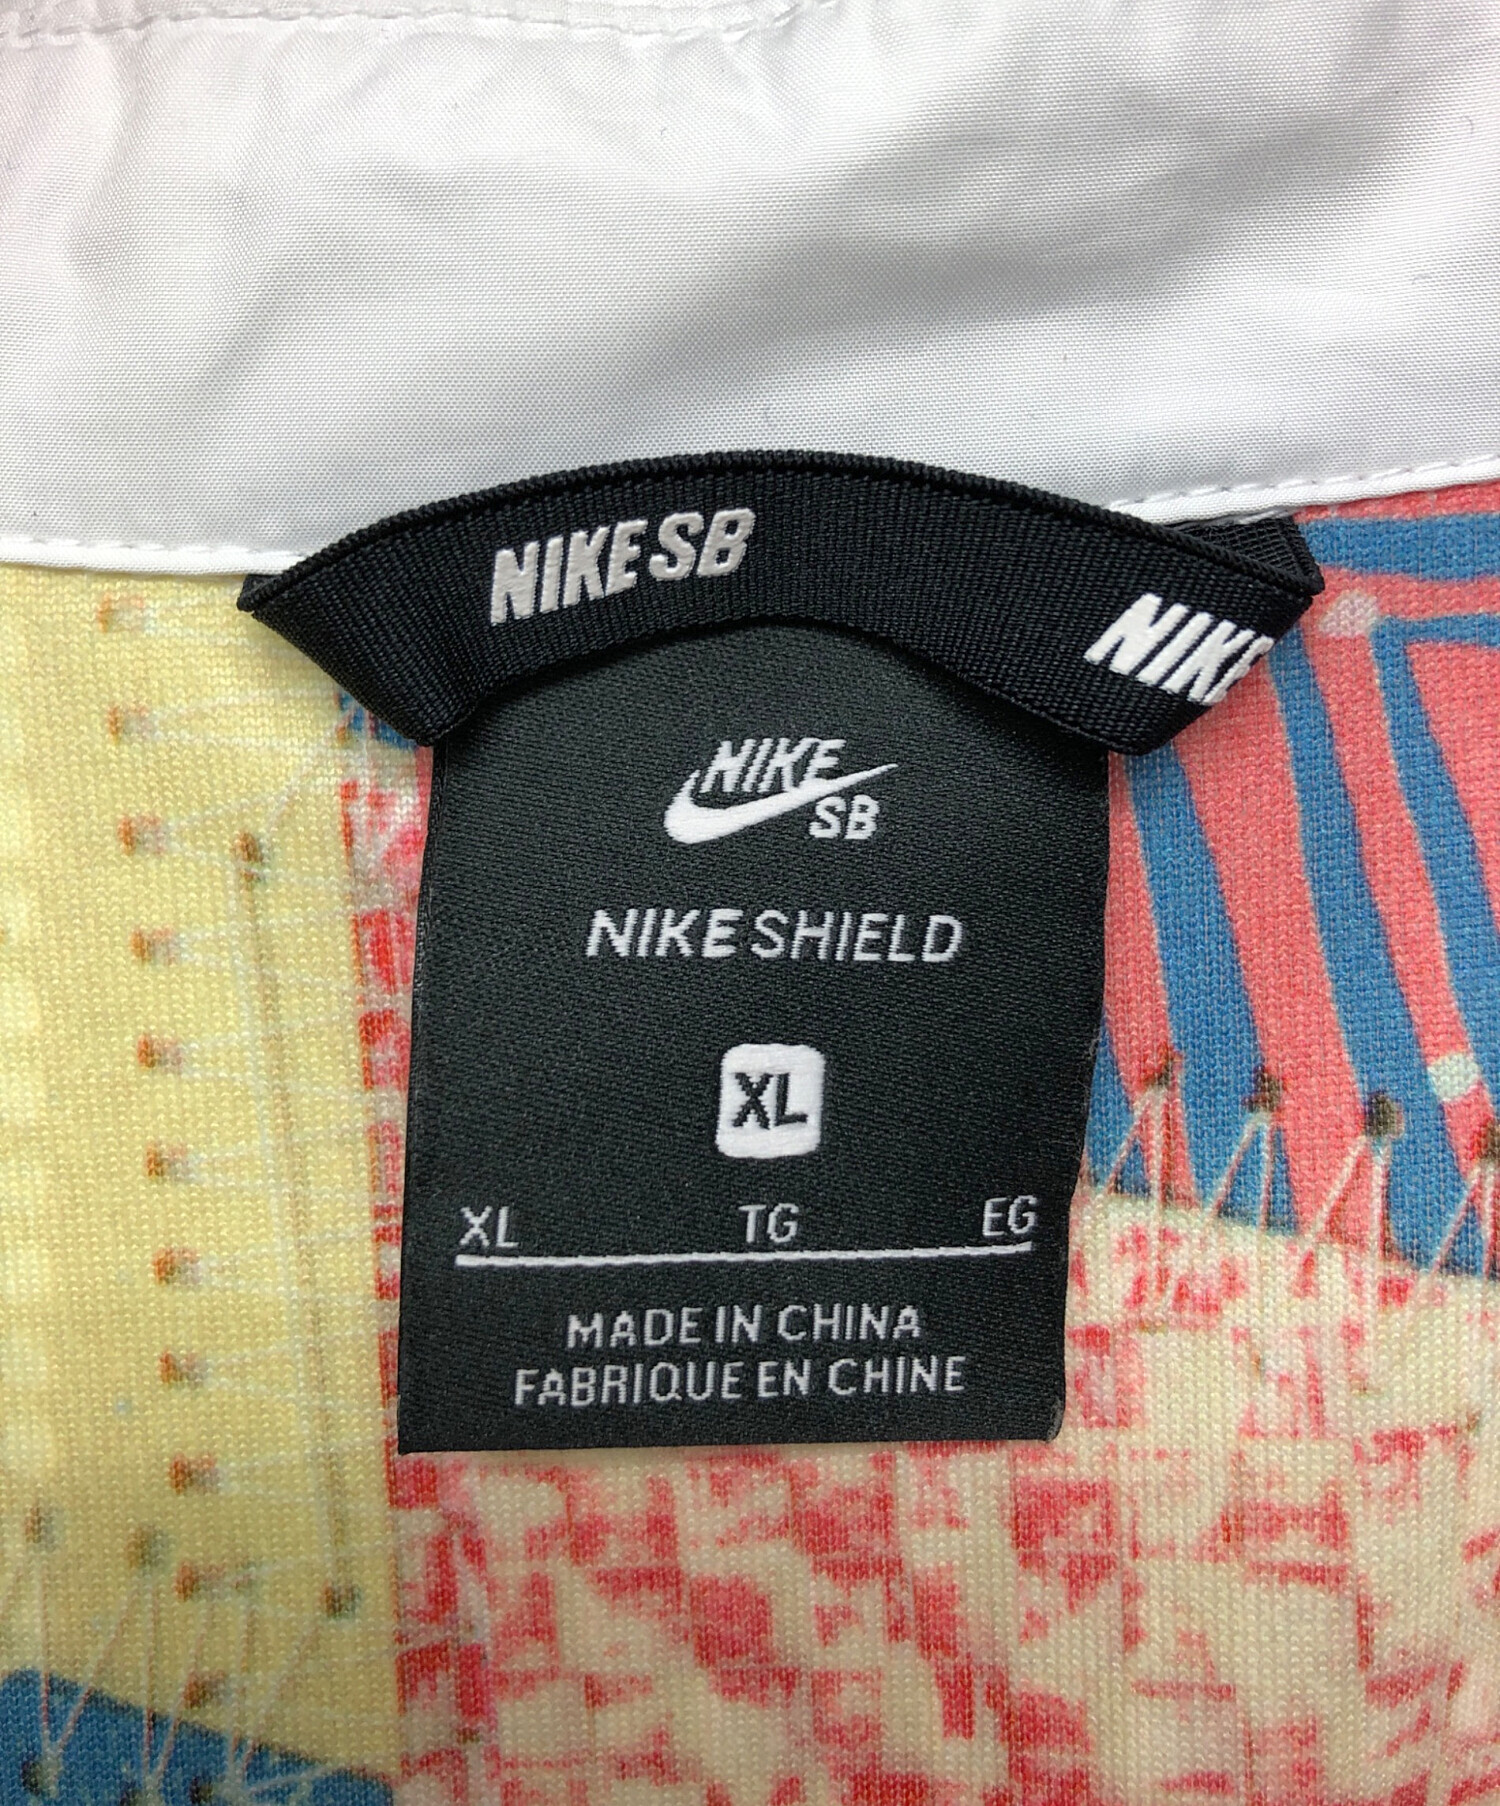 NIKE SB NIKE
NIKE
SB
NIKE SHIELD
XL
XL TG EG
MADE IN CHINA
FABRIQUE EN CHINE